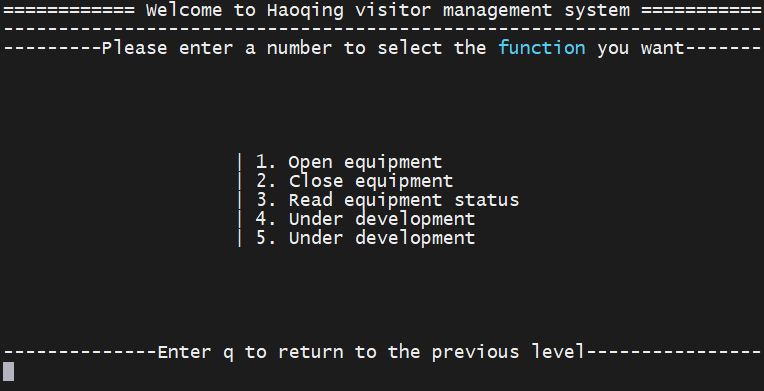 ============ Welcome to Haoqing visitor management system ===========
---------------------------------------------------------------------
---------Please enter a number to select the function you want-------
| 1. Open equipment
| 2. Close equipment
| 3. Read equipment status
| 4. Under development
| 5. Under development
--------------Enter q to return to the previous level----------------